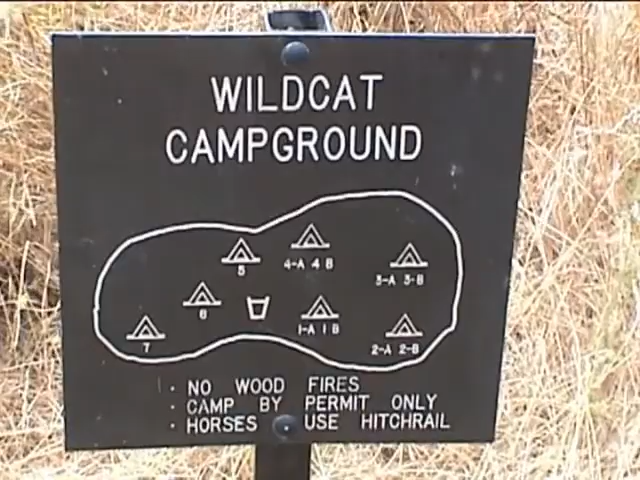 WILDCAT
CAMPGROUND
5
4-A 4 B
3-A 3-B
6
1-A 1 B
7
2-A 2-B
· NO WOOD FIRES
· CAMP BY PERMIT ONLY
· HORSES USE HITCHRAIL